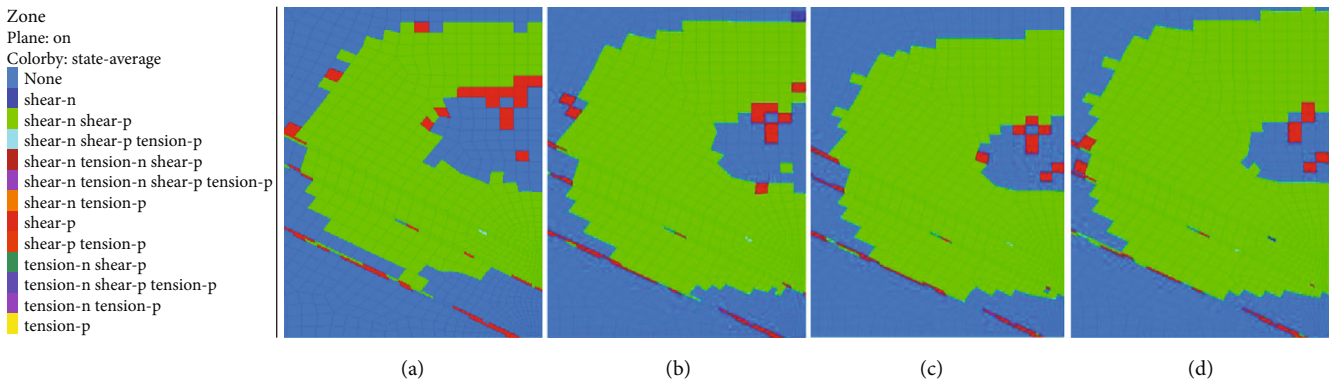 Zone
Plane: on
Colorby: state-average
None
shear-n
shear-n shear-p
shear-n shear-p tension-p
shear-n tension-n shear-p
shear-n tension-n shear-p tension-p
shear-n tension-p
shear-p
shear-p tension-p
tension-n shear-p
tension-n shear-p tension-p
tension-n tension-p
tension-p
(a) (b) (c) (d)